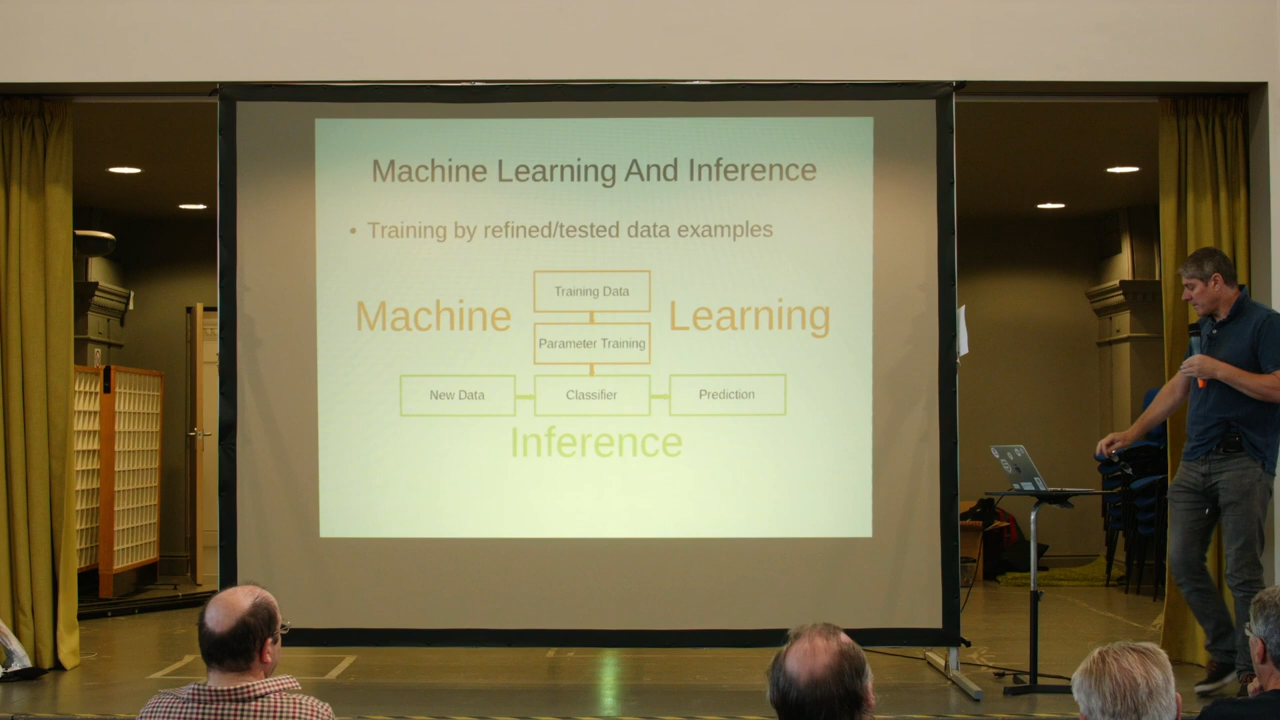 Machine Learning And Inference
• Training by refined/tested data examples
Training Data
Machine
Learning
Parameter Training
New Data
Classifier
Prediction
Inference